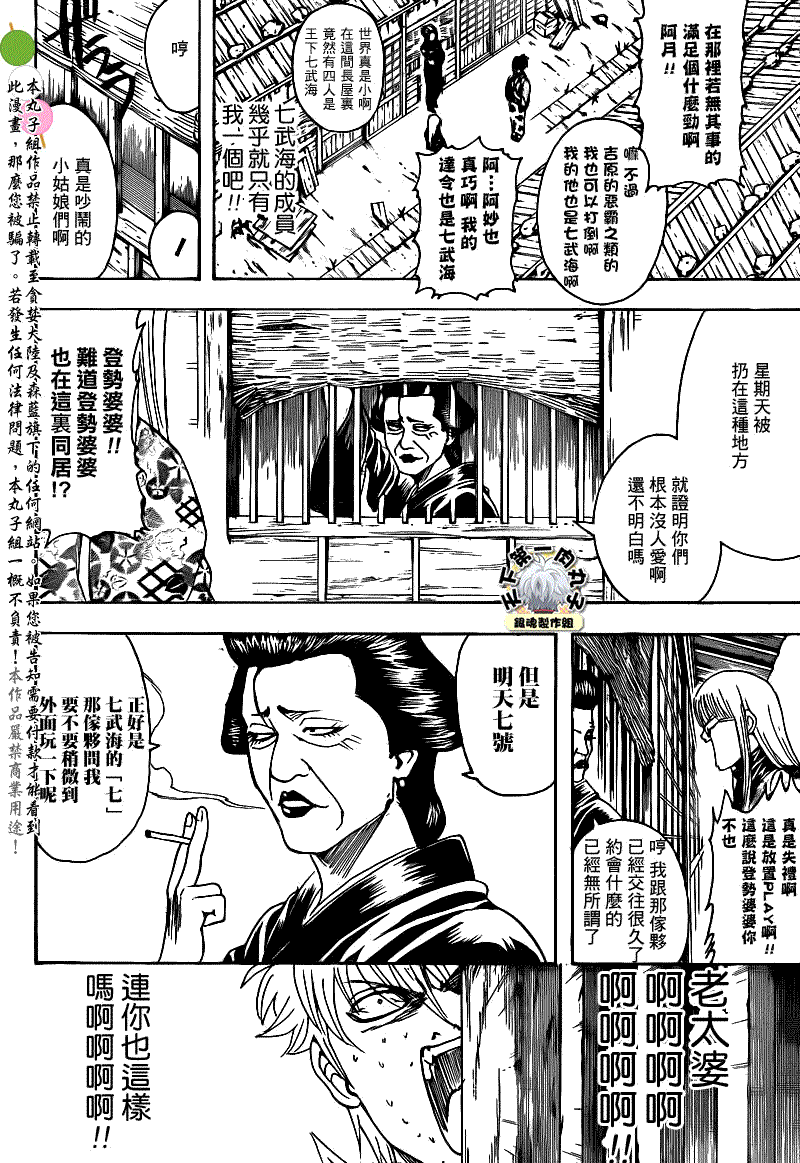 在那裡若無其事的
滿足個什麼勁啊
阿月!!
嘛 不過
吉原的惡霸之類的
我也可以打倒啊
我的他也是七武海啊
世界真是小啊
在這間長屋裏
竟然有四人是
王下七武海
阿…阿妙也
真巧啊 我的
達令也是七武海
七武海的成員
幾乎就只有
我一個吧!!
哼
真是吵鬧的
小姑娘們啊
星期天被
扔在這種地方
就證明你們
根本沒人愛啊
還不明白嗎
登勢婆婆!!
難道登勢婆婆
也在這裏同居!?
天下第一肉女毛
銀魂製作組
真是失禮啊
這是放置PLAY啊!!
這麼說登勢婆婆你
不也
哼 我跟那傢夥
已經交往很久了
約會什麼的
已經無所謂了
但是
明天七號
正好是
七武海的「七」
那傢夥問我
要不要稍微到
外面玩一下呢
老太婆
啊啊啊啊
啊啊啊啊!!
連你也這樣
嗎啊啊啊啊!!
本丸子組作品禁止轉載至貪婪大陸及森藍旗下的任何網站。如果您被告知需要付款才能看到
此漫畫，那麼您被騙了。若發生任何法律問題，本丸子組一概不負責！本作品嚴禁商業用途！